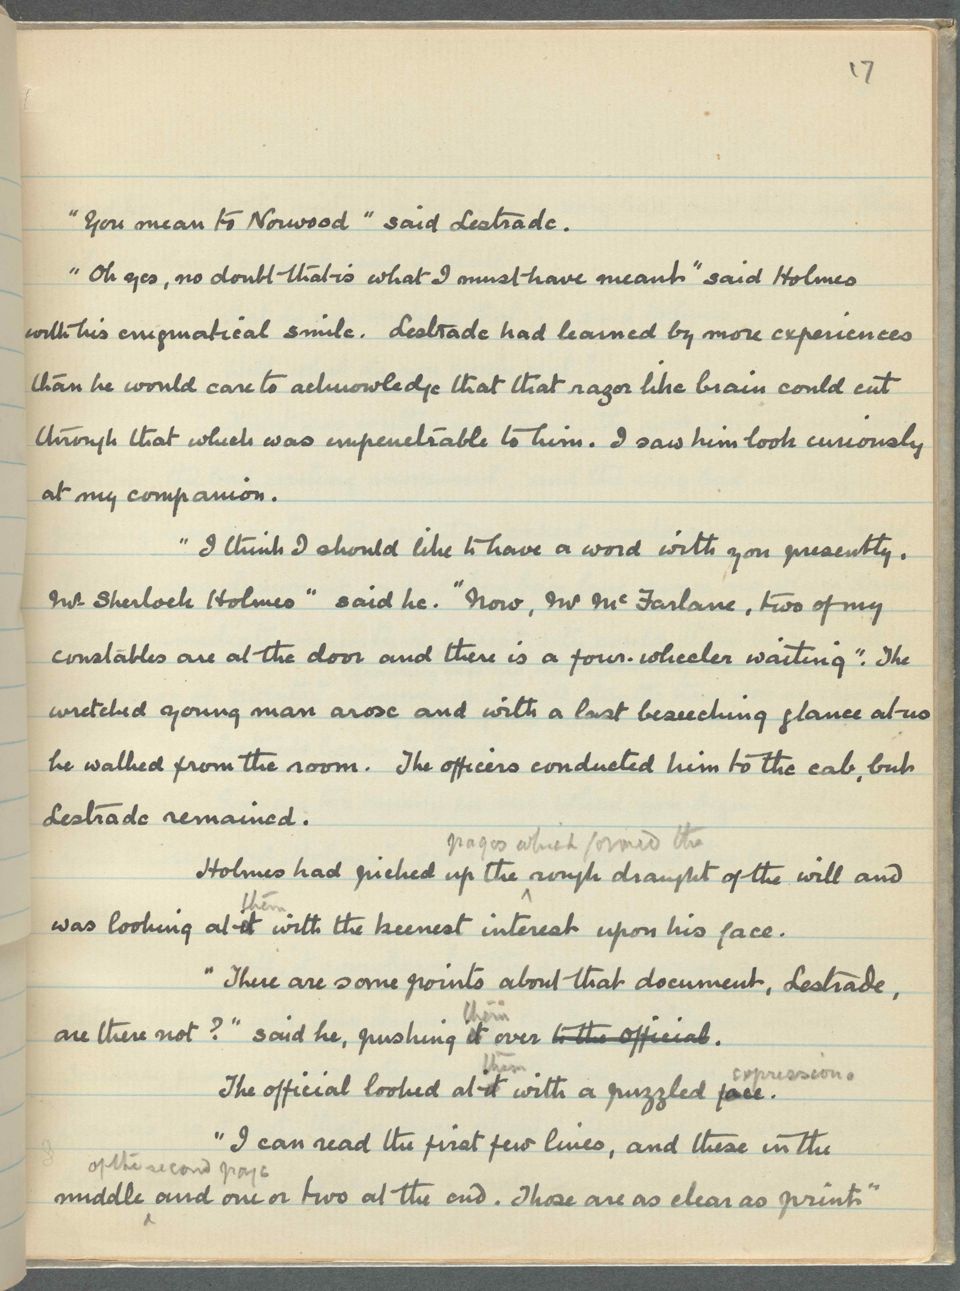 17
"You mean to Norwood" said Lestrade.
"Oh yes, no doubt that is what I must have meant" said Holmes
with his enigmatical smile. Lestrade had learned by more experiences
than he would care to acknowledge that that razor like brain could cut
through that which was impenetrable to him. I saw him look curiously
at my companion.
"I think I should like to have a word with you presently,
Mr Sherlock Holmes" said he. "Now, Mr McFarlane, two of my
constables are at the door and there is a four-wheeler waiting". The
wretched young man arose and with a last beseeching glance at us
he walked from the room. The officers conducted him to the cab, but
Lestrade remained.
pages which formed the
Holmes had picked up the ^ rough draught of the will and
them
was looking at it with the keenest interest upon his face.
"There are some points about that document, Lestrade,
them
are there not?" said he, pushing it over to the official.
them expression.
The official looked at it with a puzzled face.
"I can read the first few lines, and these in the
of the second page
middle ^ and one or two at the end. Those are as clear as print"